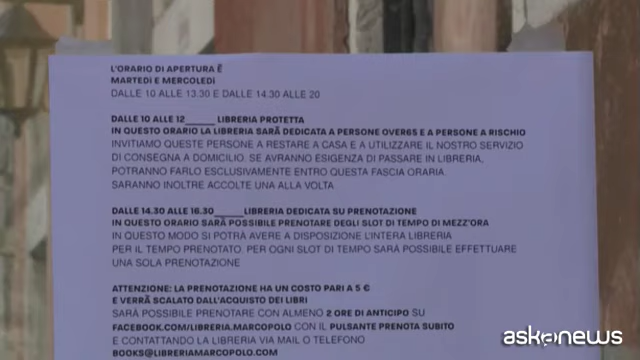 L'ORARIO DI APERTURA È
MARTEDÌ E MERCOLEDÌ
DALLE 10 ALLE 13.30 E DALLE 14.30 ALLE 20
DALLE 10 ALLE 12______ LIBRERIA PROTETTA
IN QUESTO ORARIO LA LIBRERIA SARÀ DEDICATA A PERSONE OVER65 E A PERSONE A RISCHIO
INVITIAMO QUESTE PERSONE A RESTARE A CASA E A UTILIZZARE IL NOSTRO SERVIZIO
DI CONSEGNA A DOMICILIO. SE AVRANNO ESIGENZA DI PASSARE IN LIBRERIA,
POTRANNO FARLO ESCLUSIVAMENTE ENTRO QUESTA FASCIA ORARIA.
SARANNO INOLTRE ACCOLTE UNA ALLA VOLTA
DALLE 14.30 ALLE 16.30______LIBRERIA DEDICATA SU PRENOTAZIONE
IN QUESTO ORARIO SARÀ POSSIBILE PRENOTARE DEGLI SLOT DI TEMPO DI MEZZ'ORA
IN QUESTO MODO SI POTRÀ AVERE A DISPOSIZIONE L'INTERA LIBRERIA
PER IL TEMPO PRENOTATO. PER OGNI SLOT DI TEMPO SARÀ POSSIBILE EFFETTUARE
UNA SOLA PRENOTAZIONE
ATTENZIONE: LA PRENOTAZIONE HA UN COSTO PARI A 5 €
E VERRÀ SCALATO DALL'ACQUISTO DEI LIBRI
SARÀ POSSIBILE PRENOTARE CON ALMENO 2 ORE DI ANTICIPO SU
FACEBOOK.COM/LIBRERIA.MARCOPOLO CON IL PULSANTE PRENOTA SUBITO
E CONTATTANDO LA LIBRERIA VIA MAIL O TELEFONO
BOOKS@LIBRERIAMARCOPOLO.COM
askanews